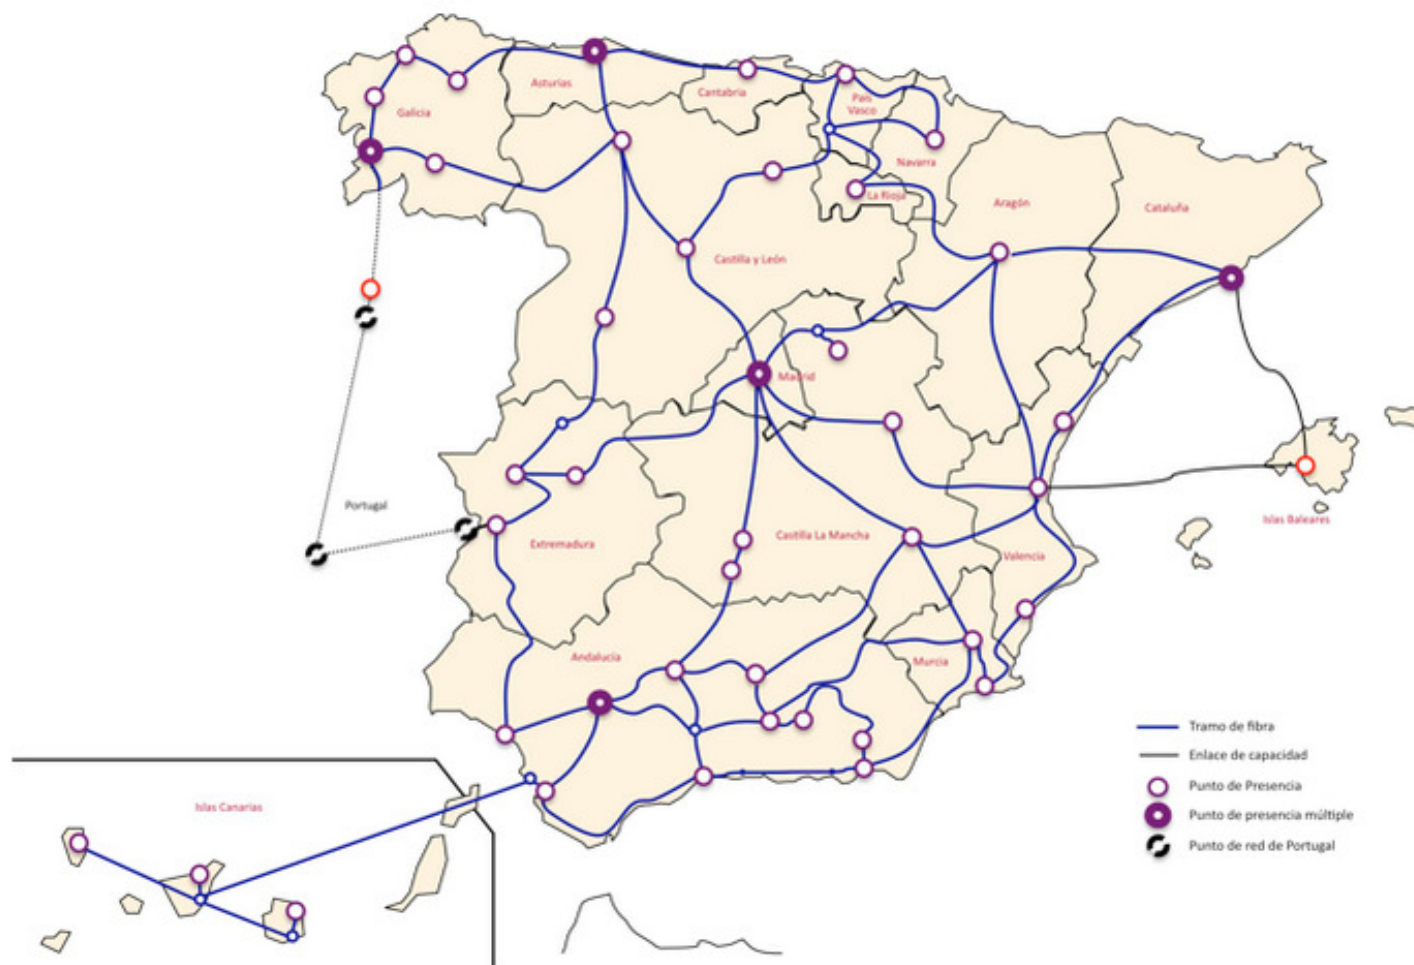 Asturias
Cantabria
País
Vasco
Galicia
Navarra
La Rioja
Aragón
Cataluña
Castilla y León
Madrid
Portugal
Extremadura
Castilla La Mancha
Islas Baleares
Valencia
Andalucía
Murcia
Islas Canarias
Tramo de fibra
Enlace de capacidad
Punto de Presencia
Punto de presencia múltiple
Punto de red de Portugal